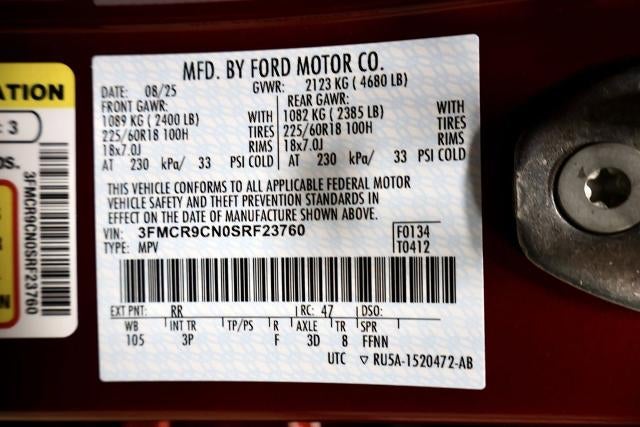 MFD. BY FORD MOTOR CO.
DATE: 08/25 GVWR: 2123 KG ( 4680 LB)
FRONT GAWR: REAR GAWR:
1089 KG ( 2400 LB) WITH 1082 KG ( 2385 LB) WITH
225/60R18 100H TIRES 225/60R18 100H TIRES
18x7.0J RIMS 18x7.0J RIMS
AT 230 kPa/ 33 PSI COLD AT 230 kPa/ 33 PSI COLD
THIS VEHICLE CONFORMS TO ALL APPLICABLE FEDERAL MOTOR
VEHICLE SAFETY AND THEFT PREVENTION STANDARDS IN
EFFECT ON THE DATE OF MANUFACTURE SHOWN ABOVE.
VIN: 3FMCR9CN0SRF23760 F0134
TYPE: MPV T0412
EXT PNT: RR RC: 47 DSO:
WB INT TR TP/PS R AXLE TR SPR
105 3P F 3D 8 FFNN
UTC ▽ RU5A-1520472-AB
ATION
: 3
OS.
3FMCR9CN0SRF23760